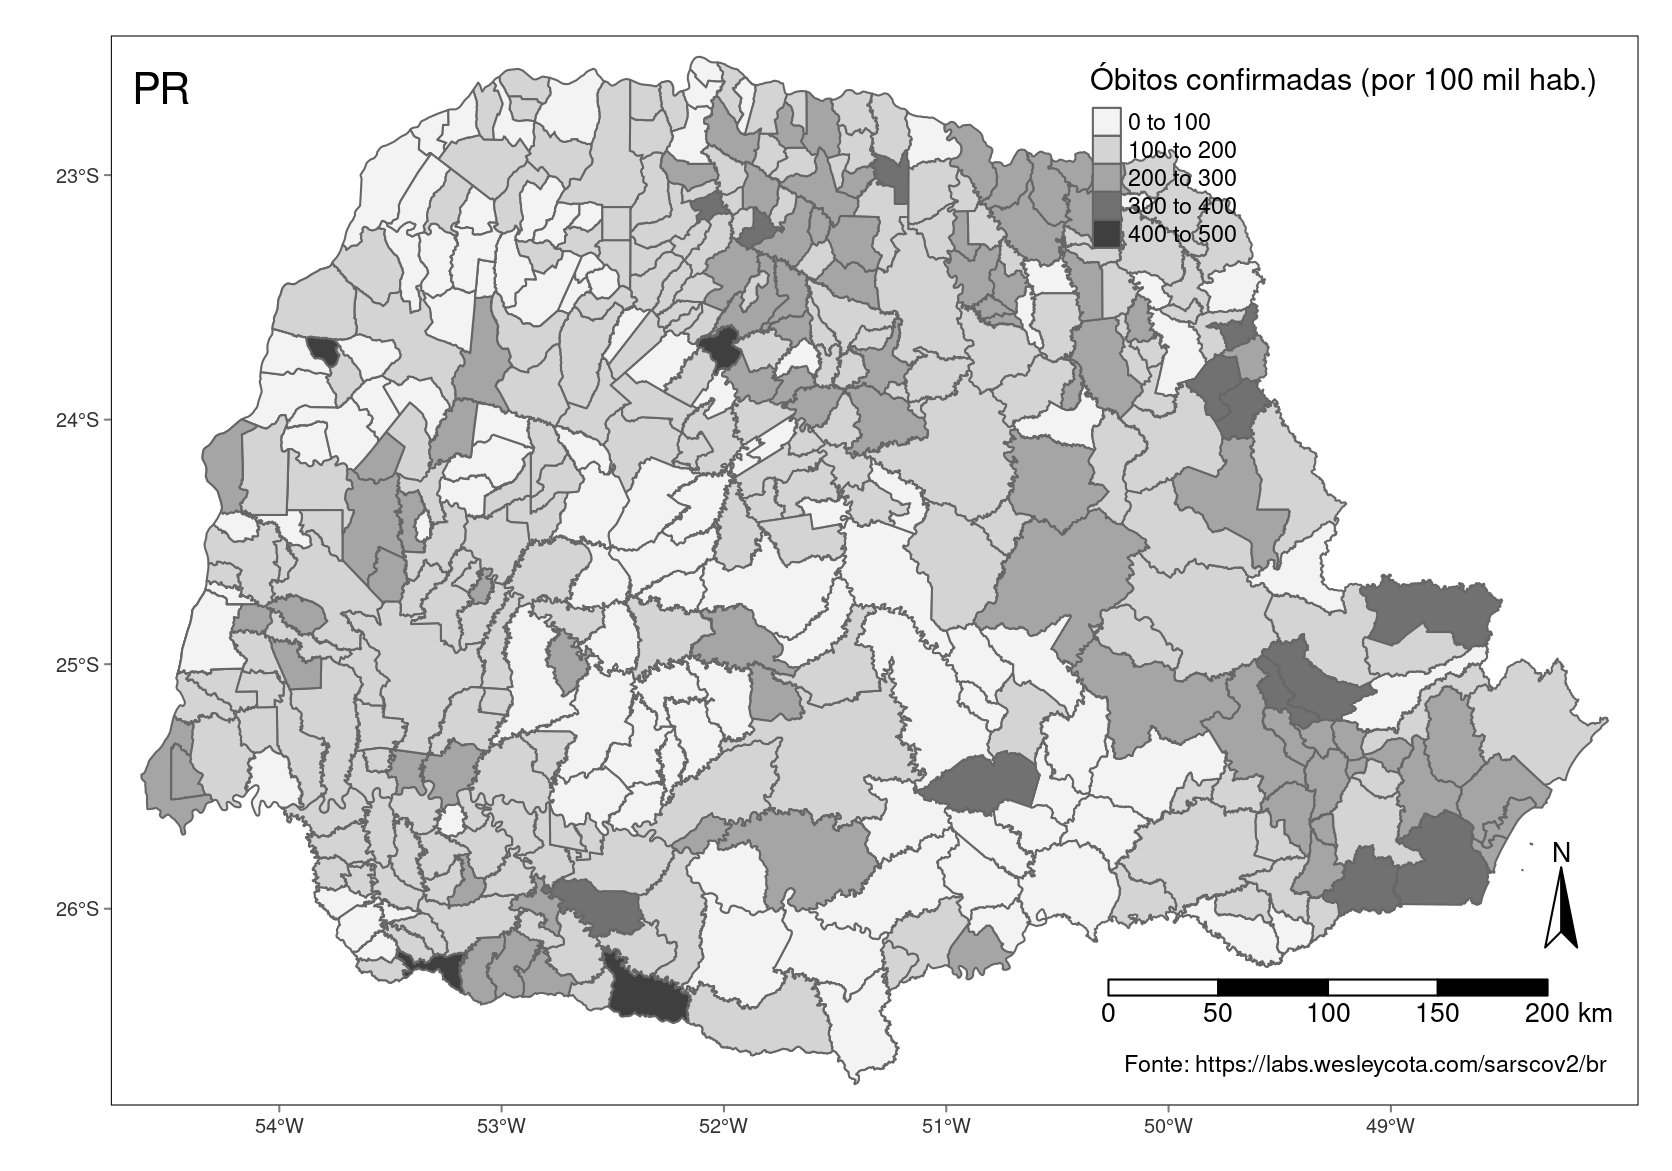 PR
Óbitos confirmadas (por 100 mil hab.)
0 to 100
100 to 200
200 to 300
300 to 400
400 to 500
23°S
24°S
25°S
26°S
N
0 50 100 150 200 km
Fonte: https://labs.wesleycota.com/sarscov2/br
54°W 53°W 52°W 51°W 50°W 49°W